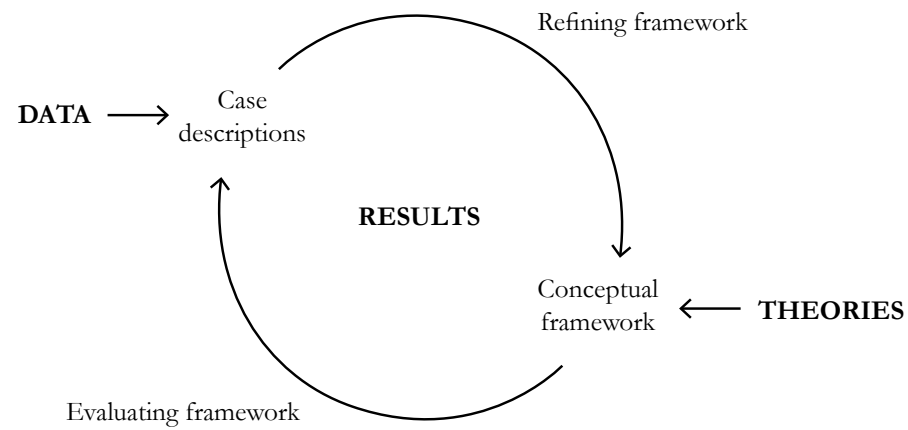 Refining framework
Case
descriptions
DATA
RESULTS
Conceptual
framework
THEORIES
Evaluating framework